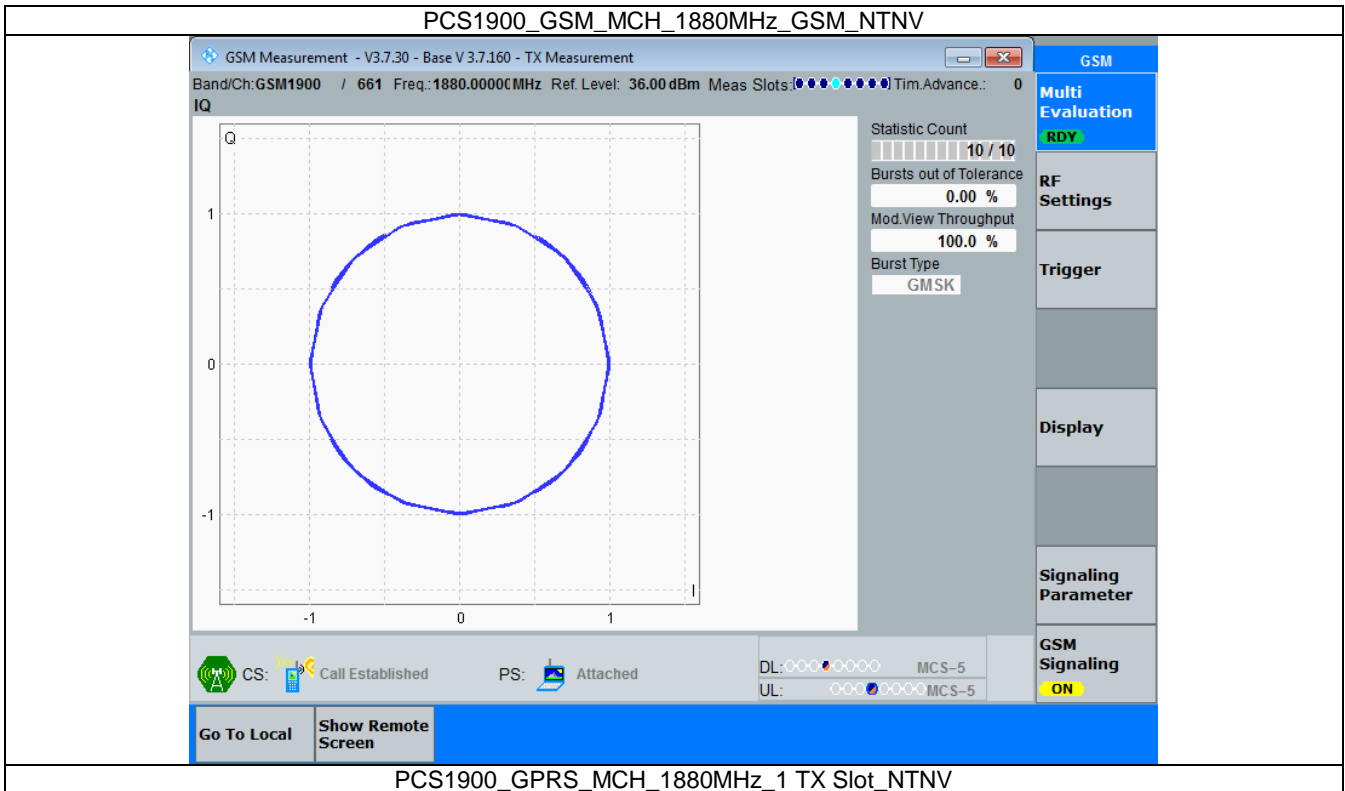 PCS1900_GSM_MCH_1880MHz_GSM_NTNV
GSM Measurement - V3.7.30 - Base V 3.7.160 - TX Measurement
GSM
Band/Ch:GSM1900 / 661 Freq.:1880.00000 MHz Ref. Level: 36.00 dBm Meas Slots: Tim.Advance.: 0
IQ
Multi
Evaluation
RDY
Q
Statistic Count
10 / 10
Bursts out of Tolerance
0.00 %
Mod.View Throughput
100.0 %
Burst Type
GMSK
RF
Settings
Trigger
1
0
-1
I
-1 0 1
Display
Signaling
Parameter
CS: Call Established PS: Attached DL: MCS-5
UL: MCS-5
GSM
Signaling
ON
Go To Local
Show Remote
Screen
PCS1900_GPRS_MCH_1880MHz_1 TX Slot_NTNV